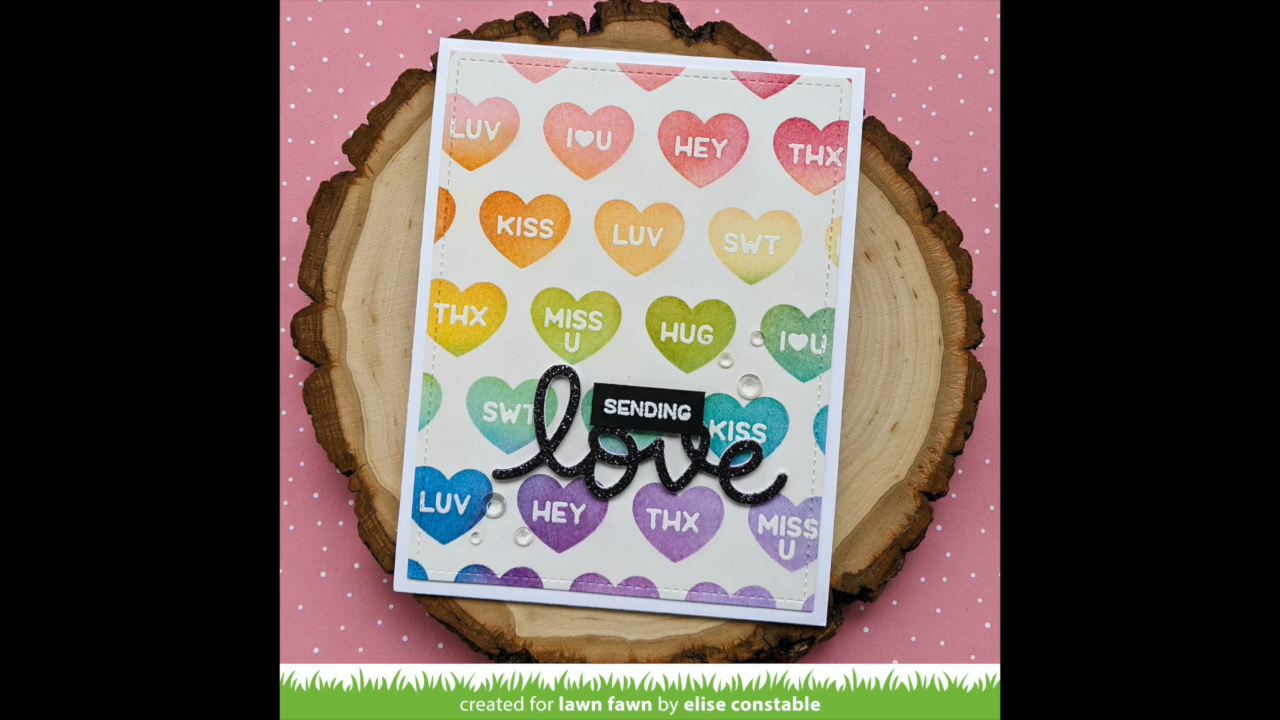 LUV I♥U HEY THX
KISS LUV SWT
THX MISS U HUG I♥U
SWT SENDING KISS
love
LUV HEY THX MISS U
created for lawn fawn by elise constable